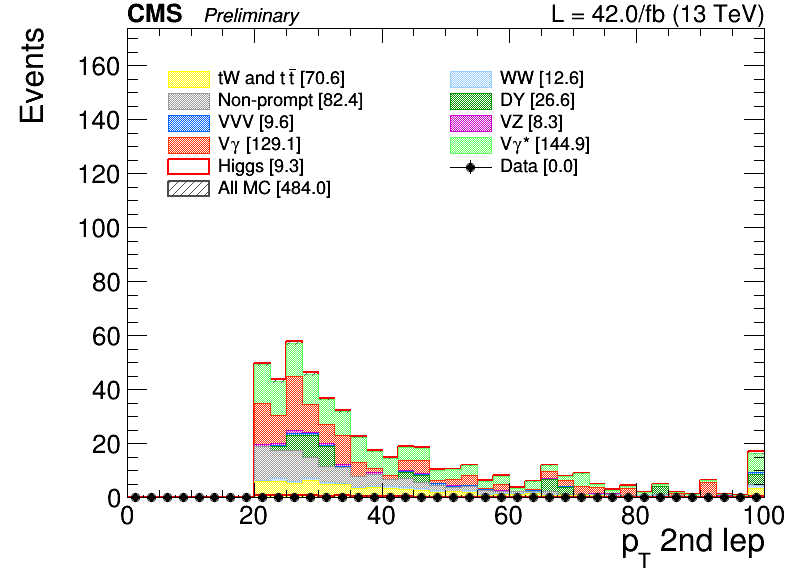 CMS Preliminary L = 42.0/fb (13 TeV)
Events
160
140
120
100
80
60
40
20
0
tW and t t̅ [70.6] WW [12.6]
Non-prompt [82.4] DY [26.6]
VVV [9.6] VZ [8.3]
Vγ [129.1] Vγ* [144.9]
Higgs [9.3] Data [0.0]
All MC [484.0]
0 20 40 60 80 100
p_T 2nd lep